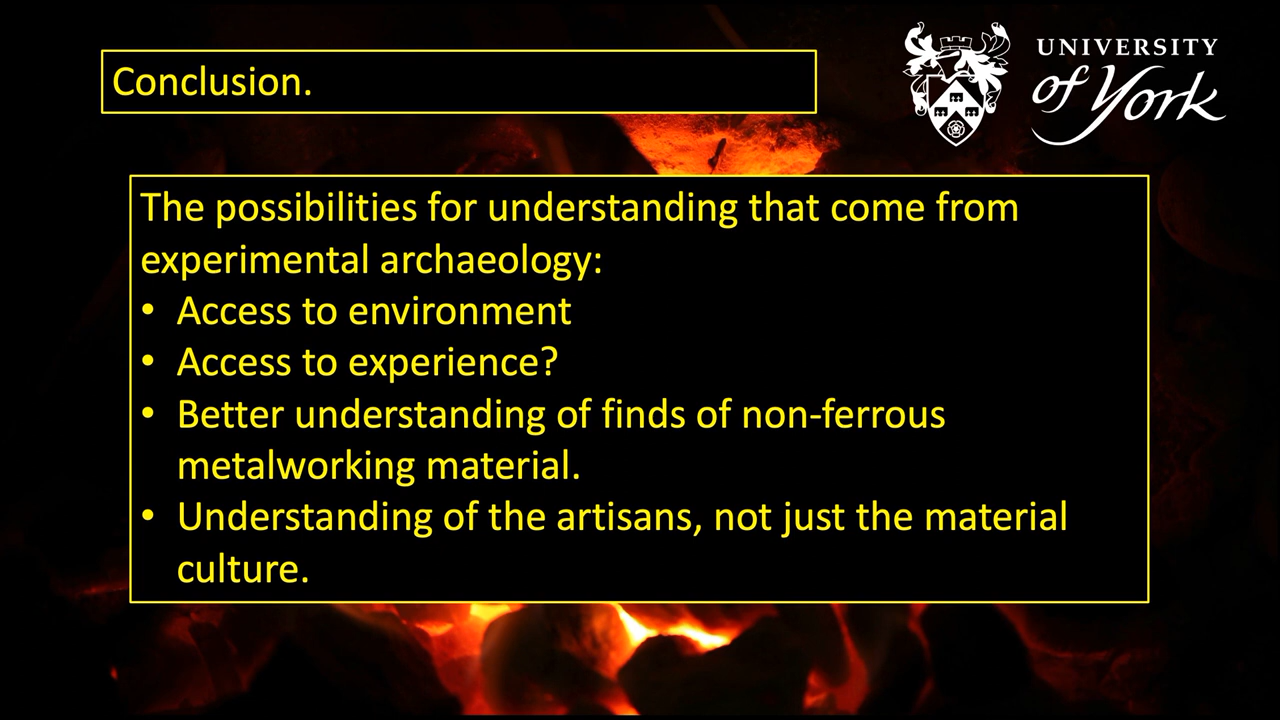 Conclusion.
UNIVERSITY
of York
The possibilities for understanding that come from
experimental archaeology:
• Access to environment
• Access to experience?
• Better understanding of finds of non-ferrous
metalworking material.
• Understanding of the artisans, not just the material
culture.